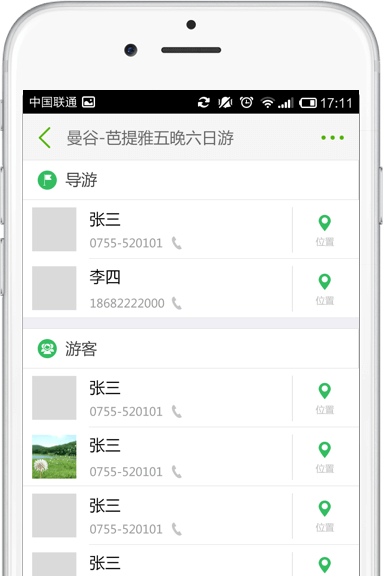 中国联通 17:11
曼谷-芭提雅五晚六日游
导游
张三
0755-520101
位置
李四
18682222000
位置
游客
张三
0755-520101
位置
张三
0755-520101
位置
张三
0755-520101
位置
张三